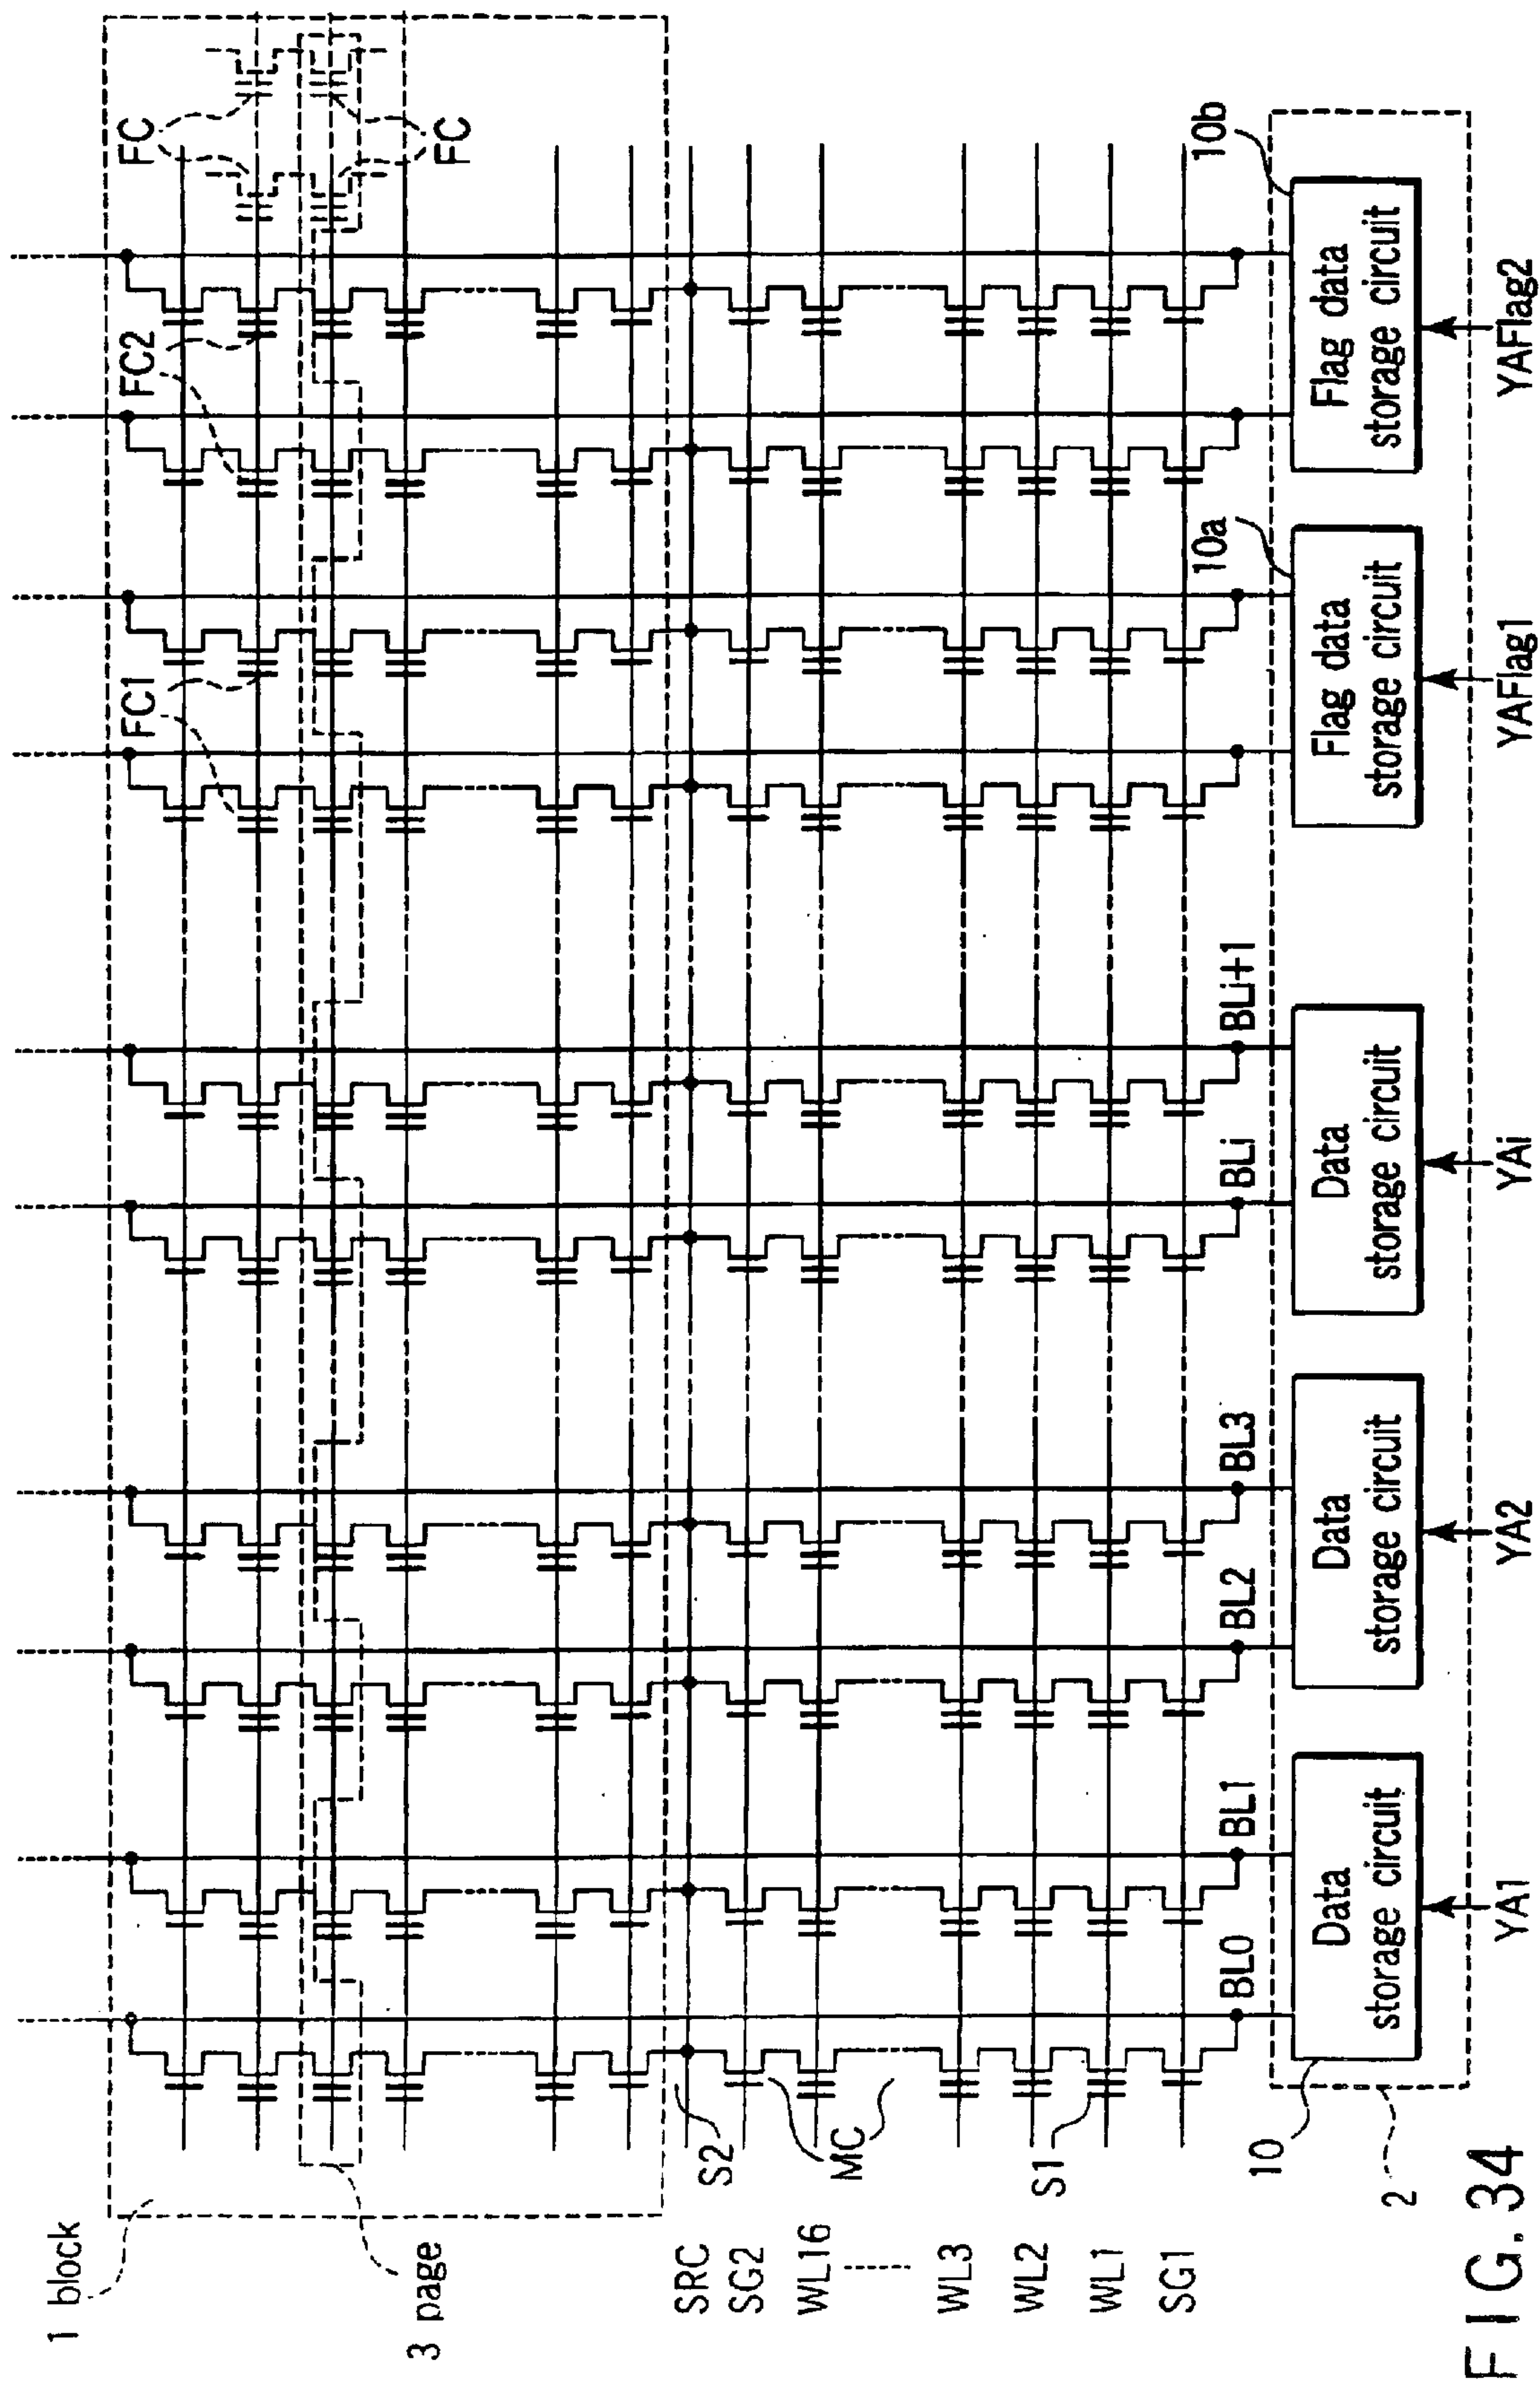 1 block
3 page
FC
FC
FC1
FC2
SRC
SG2
WL16
WL3
WL2
WL1
SG1
S2
MC
S1
10
2
BL0
BL1
BL2
BL3
BLi
BLi+1
10a
10b
Data
storage circuit
Data
storage circuit
Data
storage circuit
Flag data
storage circuit
Flag data
storage circuit
YA1
YA2
YAi
YAFlag1
YAFlag2
FIG. 34